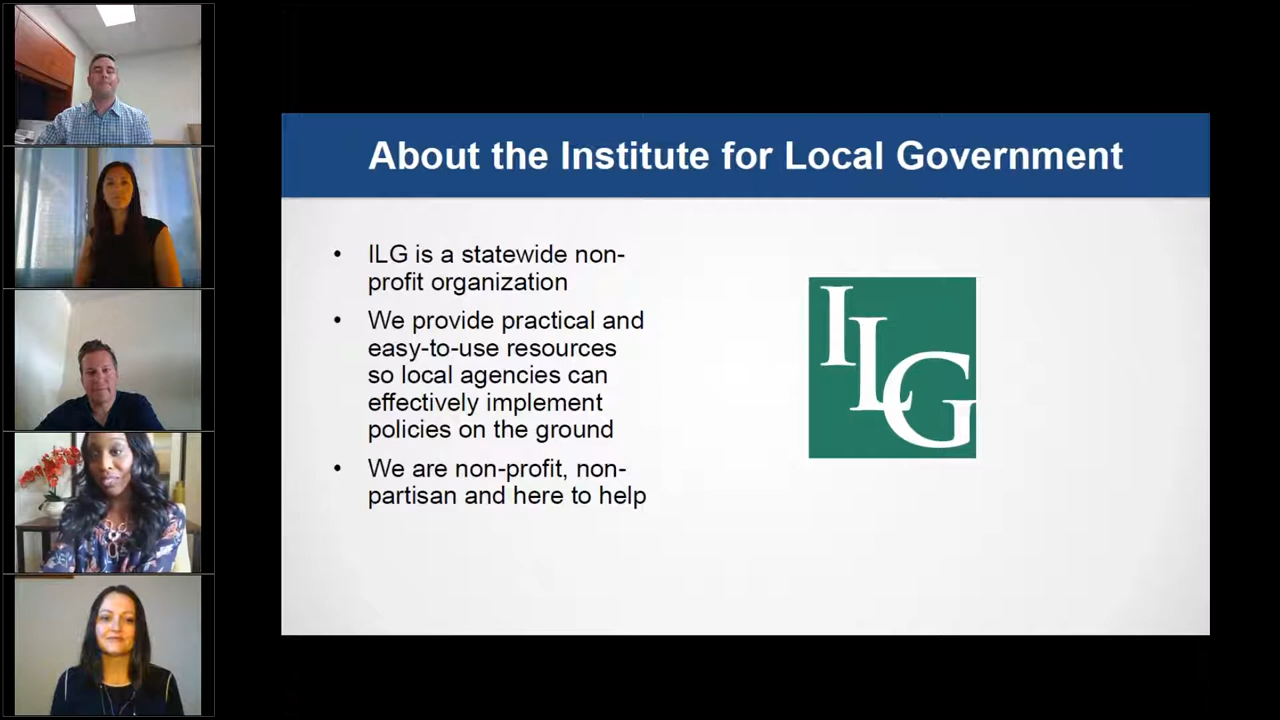 About the Institute for Local Government
• ILG is a statewide non-
profit organization
• We provide practical and
easy-to-use resources
so local agencies can
effectively implement
policies on the ground
• We are non-profit, non-
partisan and here to help
ILG